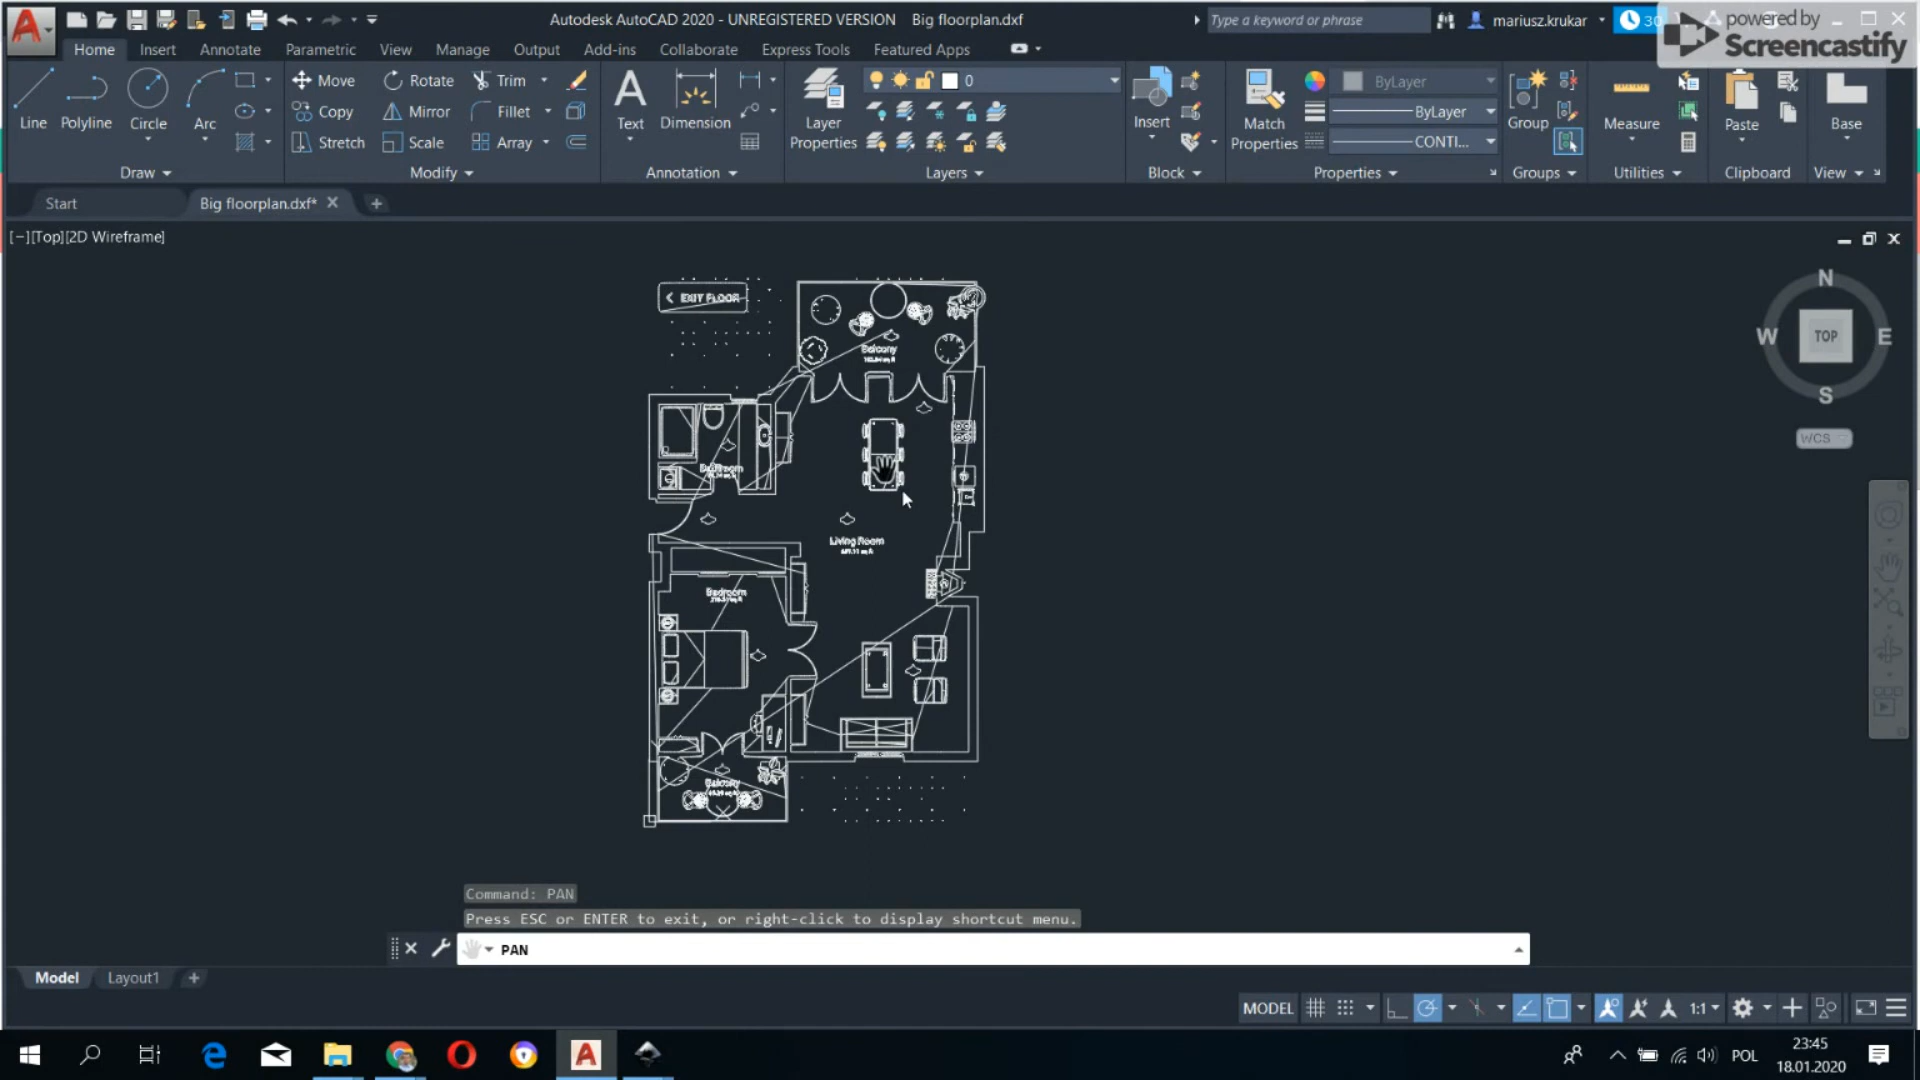 Autodesk AutoCAD 2020 - UNREGISTERED VERSION Big floorplan.dxf
Type a keyword or phrase
mariusz.krukar
30
powered by
Screencastify
Home Insert Annotate Parametric View Manage Output Add-ins Collaborate Express Tools Featured Apps
Line Polyline Circle Arc
Move Rotate Trim
Copy Mirror Fillet
Stretch Scale Array
Text Dimension
Layer
Properties
0
Insert
Match
Properties
ByLayer
ByLayer
CONTI...
Group
Measure
Paste
Base
Draw Modify Annotation Layers Block Properties Groups Utilities Clipboard View
Start Big floorplan.dxf*
[−][Top][2D Wireframe]
N
W TOP E
S
WCS
EXIT FLOOR
Balcony
Living Room
Bedroom
Balcony
Command: PAN
Press ESC or ENTER to exit, or right-click to display shortcut menu.
PAN
Model Layout1
MODEL 1:1
POL
23:45
18.01.2020